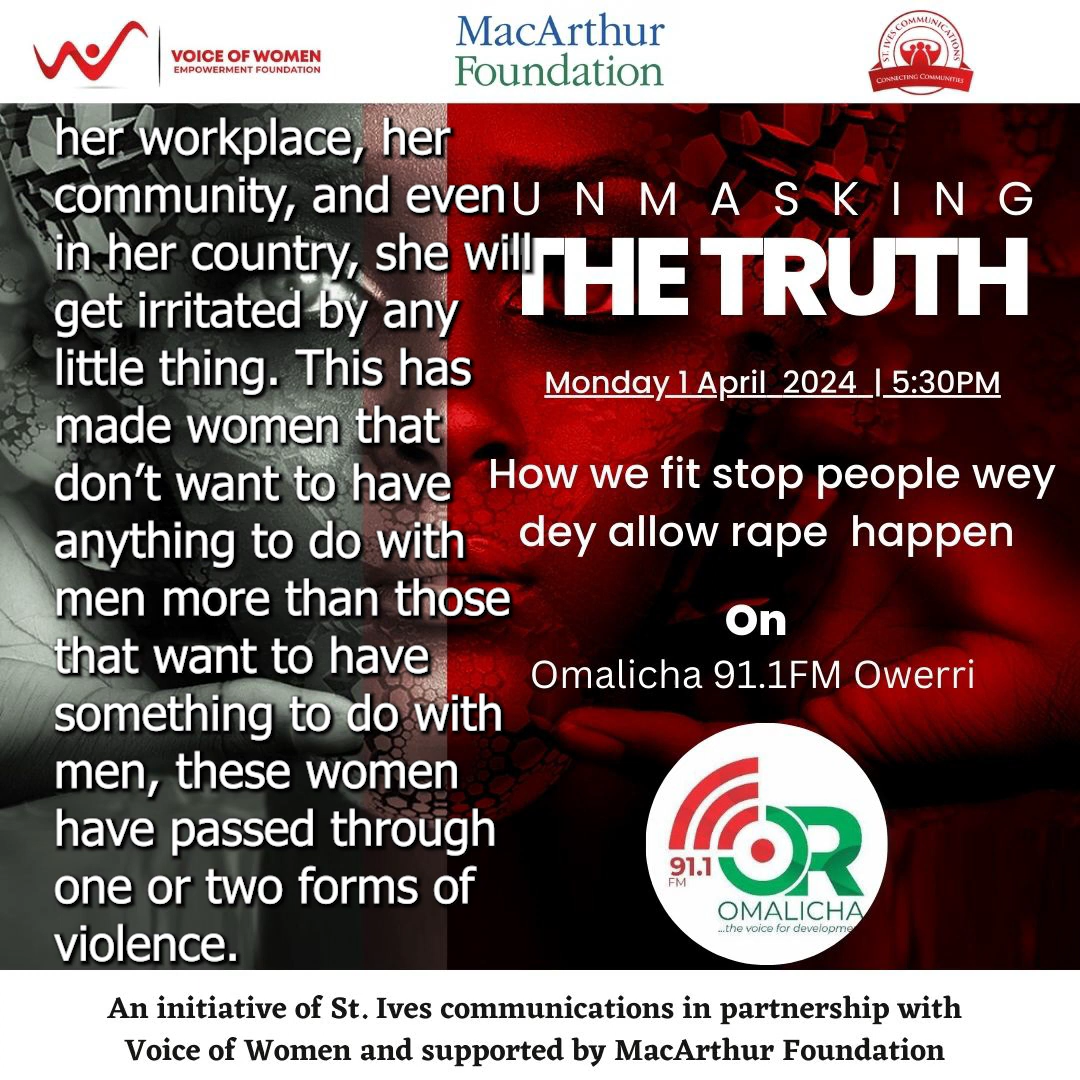 VOICE OF WOMEN
EMPOWERMENT FOUNDATION
MacArthur
Foundation
ST. IVES COMMUNICATIONS
CONNECTING COMMUNITIES
her workplace, her
community, and even
in her country, she will
get irritated by any
little thing. This has
made women that
don’t want to have
anything to do with
men more than those
that want to have
something to do with
men, these women
have passed through
one or two forms of
violence.
UNMASKING
THE TRUTH
Monday 1 April 2024 | 5:30PM
How we fit stop people wey
dey allow rape happen
On
Omalicha 91.1FM Owerri
91.1
FM
OR
OMALICHA
...the voice for developme
An initiative of St. Ives communications in partnership with
Voice of Women and supported by MacArthur Foundation